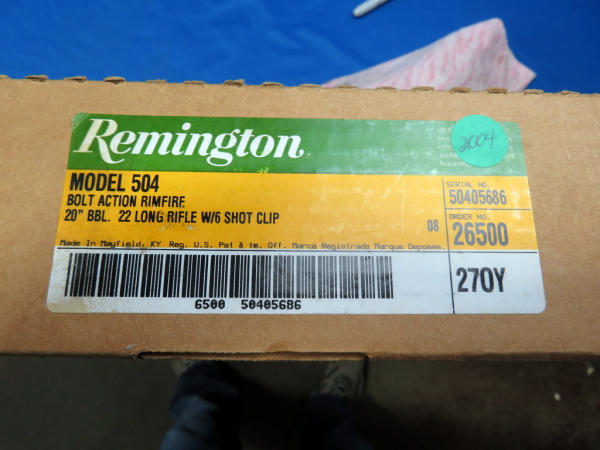 Remington
2004
MODEL 504
BOLT ACTION RIMFIRE
20" BBL. 22 LONG RIFLE W/6 SHOT CLIP
08
Made In Mayfield, KY Reg. U.S. Pat & tm. Off. Marca Registrado Marque Deposee.
SERIAL NO.
50405686
ORDER NO.
26500
270Y
6500 50405686